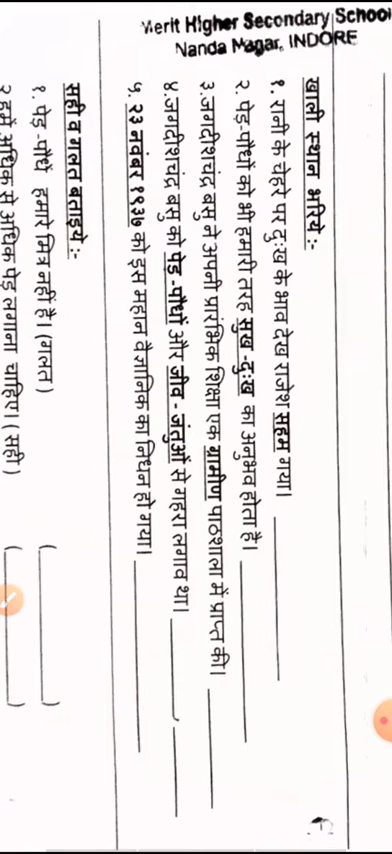 Merit Higher Secondary School
Nanda Nagar, INDORE
खाली स्थान भरिये :-
१. रानी के चेहरे पर दुःख के भाव देख राजेश सहम गया।
२. पेड़-पौधों को भी हमारी तरह सुख -दुःख का अनुभव होता है।
३.जगदीशचंद्र बसु ने अपनी प्रारंभिक शिक्षा एक ग्रामीण पाठशाला में प्राप्त की।
४.जगदीशचंद्र बसु को पेड़ -पौधों और जीव - जंतुओं से गहरा लगाव था।
५. २३ नवंबर १९३७ को इस महान वैज्ञानिक का निधन हो गया।
सही व गलत बताइये :-
१. पेड़ -पौधें हमारे मित्र नहीं है। (गलत ) ( )
२.हमें अधिक से अधिक पेड़ लगाना चाहिए। ( सही ) ( )